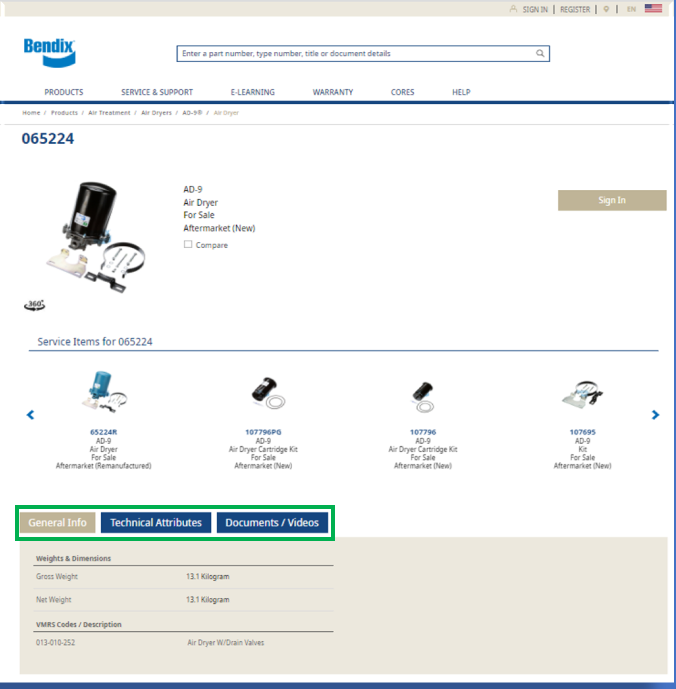 SIGN IN | REGISTER | | EN
Bendix
Enter a part number, type number, title or document details
PRODUCTS SERVICE & SUPPORT E-LEARNING WARRANTY CORES HELP
Home / Products / Air Treatment / Air Dryers / AD-9® / Air Dryer
065224
AD-9
Air Dryer
For Sale
Aftermarket (New)
Compare
Sign In
360°
Service Items for 065224
65224R
AD-9
Air Dryer
For Sale
Aftermarket (Remanufactured)
107796PG
AD-9
Air Dryer Cartridge Kit
For Sale
Aftermarket (New)
107796
AD-9
Air Dryer Cartridge Kit
For Sale
Aftermarket (New)
107695
AD-9
Kit
For Sale
Aftermarket (New)
General Info Technical Attributes Documents / Videos
Weights & Dimensions
Gross Weight 13.1 Kilogram
Net Weight 13.1 Kilogram
VMRS Codes / Description
013-010-252 Air Dryer W/Drain Valves